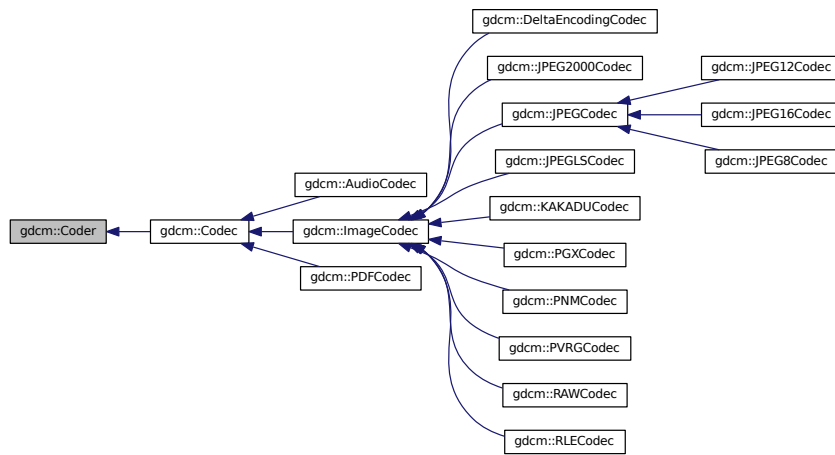 gdcm::DeltaEncodingCodec
gdcm::JPEG2000Codec
gdcm::JPEG12Codec
gdcm::JPEGCodec
gdcm::JPEG16Codec
gdcm::JPEGLSCodec
gdcm::JPEG8Codec
gdcm::AudioCodec
gdcm::KAKADUCodec
gdcm::Coder
gdcm::Codec
gdcm::ImageCodec
gdcm::PGXCodec
gdcm::PDFCodec
gdcm::PNMCodec
gdcm::PVRGCodec
gdcm::RAWCodec
gdcm::RLECodec